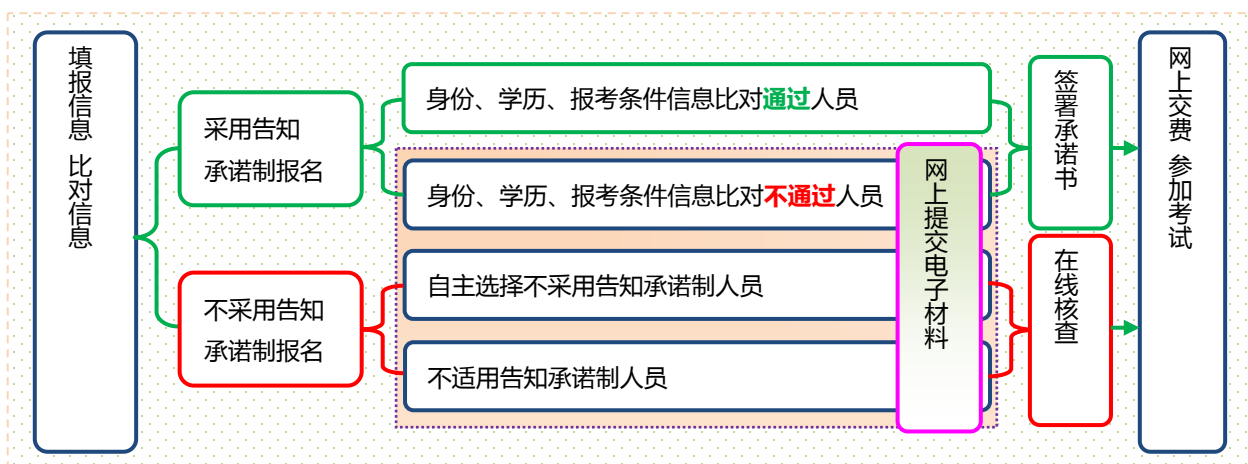 填报信息 比对信息
采用告知
承诺制报名
不采用告知
承诺制报名
身份、学历、报考条件信息比对通过人员
身份、学历、报考条件信息比对不通过人员
自主选择不采用告知承诺制人员
不适用告知承诺制人员
网上提交电子材料
签署承诺书
在线核查
网上交费 参加考试